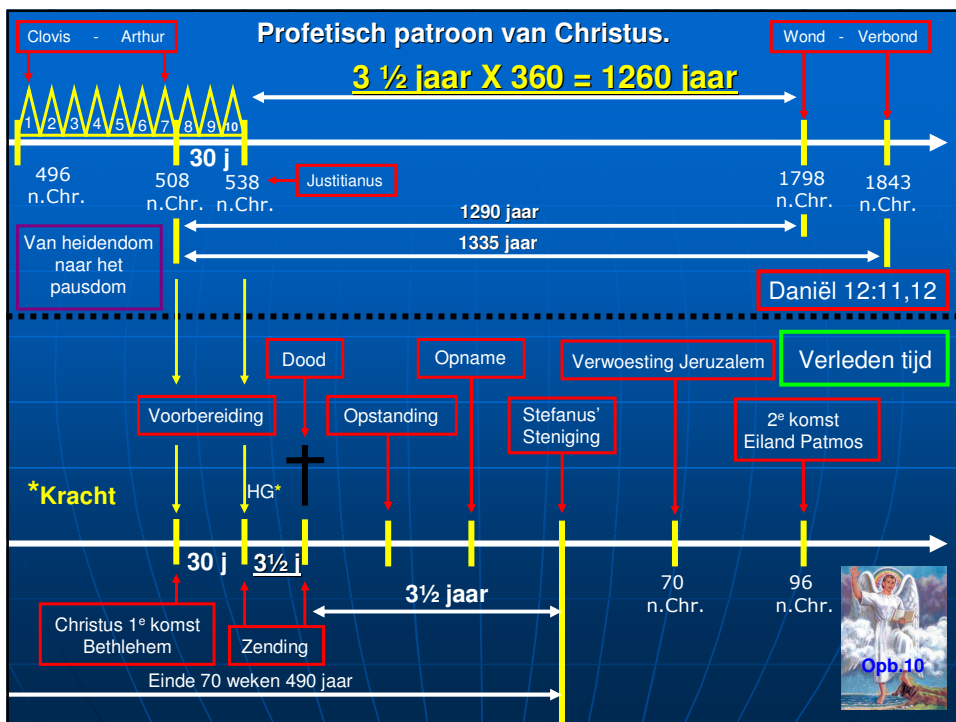 Profetisch patroon van Christus.
Clovis - Arthur
Wond - Verbond
3 ½ jaar X 360 = 1260 jaar
1 2 3 4 5 6 7 8 9 10
30 j
496
n.Chr.
508
n.Chr.
538
n.Chr.
Justitianus
1798
n.Chr.
1843
n.Chr.
1290 jaar
1335 jaar
Van heidendom
naar het
pausdom
Daniël 12:11,12
Dood
Opname
Verwoesting Jeruzalem
Verleden tijd
Voorbereiding
Opstanding
Stefanus’
Steniging
2e komst
Eiland Patmos
*Kracht
HG*
30 j
3½ j
3½ jaar
70
n.Chr.
96
n.Chr.
Christus 1e komst
Bethlehem
Zending
Opb.10
Einde 70 weken 490 jaar